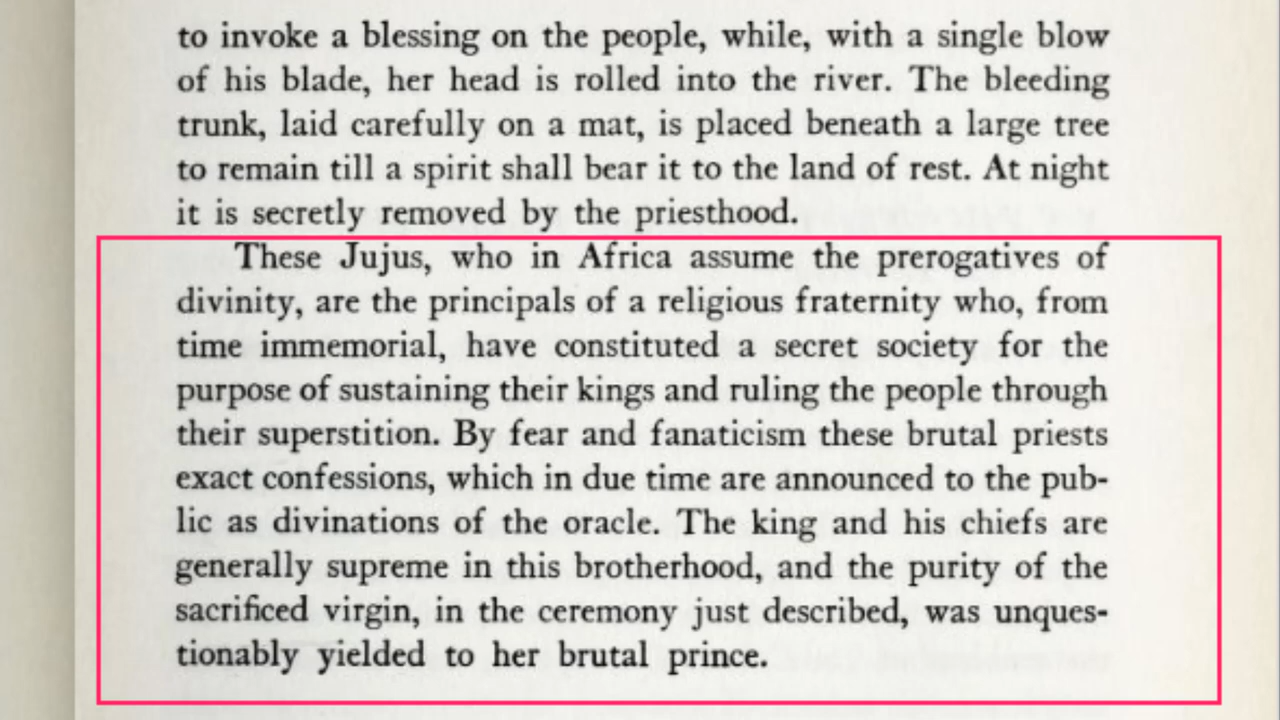 to invoke a blessing on the people, while, with a single blow
of his blade, her head is rolled into the river. The bleeding
trunk, laid carefully on a mat, is placed beneath a large tree
to remain till a spirit shall bear it to the land of rest. At night
it is secretly removed by the priesthood.
These Jujus, who in Africa assume the prerogatives of
divinity, are the principals of a religious fraternity who, from
time immemorial, have constituted a secret society for the
purpose of sustaining their kings and ruling the people through
their superstition. By fear and fanaticism these brutal priests
exact confessions, which in due time are announced to the pub-
lic as divinations of the oracle. The king and his chiefs are
generally supreme in this brotherhood, and the purity of the
sacrificed virgin, in the ceremony just described, was unques-
tionably yielded to her brutal prince.